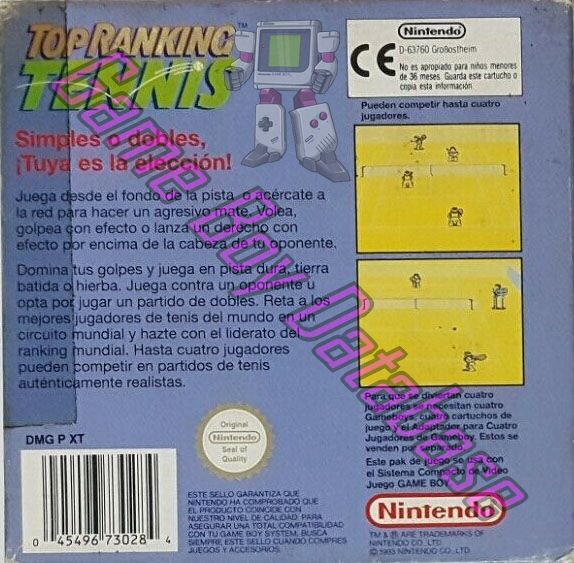 TOP RANKING
TENNIS
Simples o dobles,
¡Tuya es la elección!
Juega desde el fondo de la pista, o acércate a
la red para hacer un agresivo mate. Volea,
golpea con efecto o lanza un derecho con
efecto por encima de la cabeza de tu oponente.
Domina tus golpes y juega en pista dura, tierra
batida o hierba. Juega contra un oponente u
opta por jugar un partido de dobles. Reta a los
mejores jugadores de tenis del mundo en un
circuito mundial y hazte con el liderato del
ranking mundial. Hasta cuatro jugadores
pueden competir en partidos de tenis
auténticamente realistas.
DMG P XT
0 45496 73028 4
Original
Nintendo
Seal of
Quality
ESTE SELLO GARANTIZA QUE
NINTENDO HA COMPROBADO QUE
EL PRODUCTO COINCIDE CON
NUESTRO NIVEL DE CALIDAD. PARA
ASEGURAR UNA TOTAL COMPATIBILIDAD
CON TU GAME BOY SYSTEM, BUSCA
SIEMPRE ESTE SELLO CUANDO COMPRES
JUEGOS Y ACCESORIOS.
CE
Nintendo
D-63760 Großostheim
No es apropiado para niños menores
de 36 meses. Guarda este cartucho o
copia esta información.
Pueden competir hasta cuatro
jugadores.
Para que se diviertan cuatro
jugadores se necesitan cuatro
Gameboys, cuatro cartuchos de
juego y el Adaptador para Cuatro
Jugadores de Gameboy. Estos se
venden por separado.
Este pak de juego se usa con
el Sistema Compacto de Video
Juego GAME BOY
Nintendo
TM & ® ARE TRADEMARKS OF
NINTENDO CO., LTD.
© 1993 NINTENDO CO., LTD.
Game Boy Database